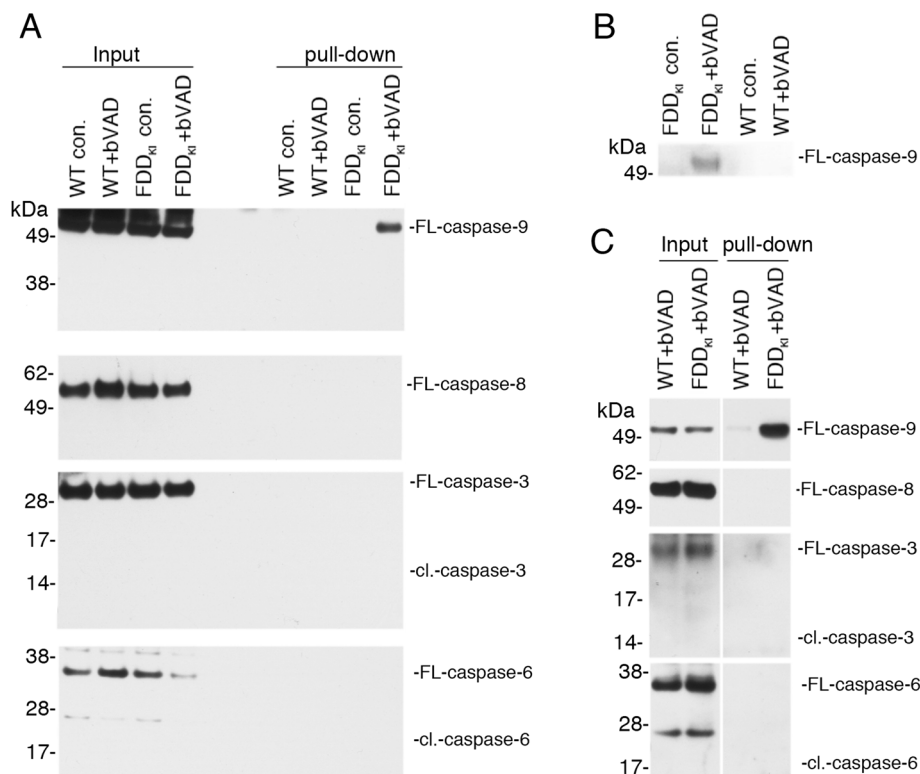 A
Input
pull-down
WT con.
WT+bVAD
FDDKI con.
FDDKI+bVAD
WT con.
WT+bVAD
FDDKI con.
FDDKI+bVAD
kDa
49-
38-
-FL-caspase-9
62-
49-
-FL-caspase-8
28-
17-
14-
-FL-caspase-3
-cl.-caspase-3
38-
28-
17-
-FL-caspase-6
-cl.-caspase-6
B
FDDKI con.
FDDKI+bVAD
WT con.
WT+bVAD
kDa
49-
-FL-caspase-9
C
Input
pull-down
WT+bVAD
FDDKI+bVAD
WT+bVAD
FDDKI+bVAD
kDa
49-
-FL-caspase-9
62-
49-
-FL-caspase-8
28-
17-
14-
-FL-caspase-3
-cl.-caspase-3
38-
28-
17-
-FL-caspase-6
-cl.-caspase-6